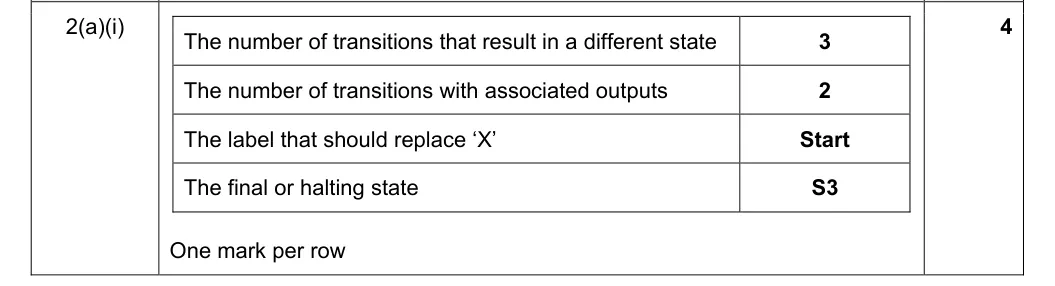 2(a)(i)
The number of transitions that result in a different state 3
The number of transitions with associated outputs 2
The label that should replace ‘X’ Start
The final or halting state S3
One mark per row
4